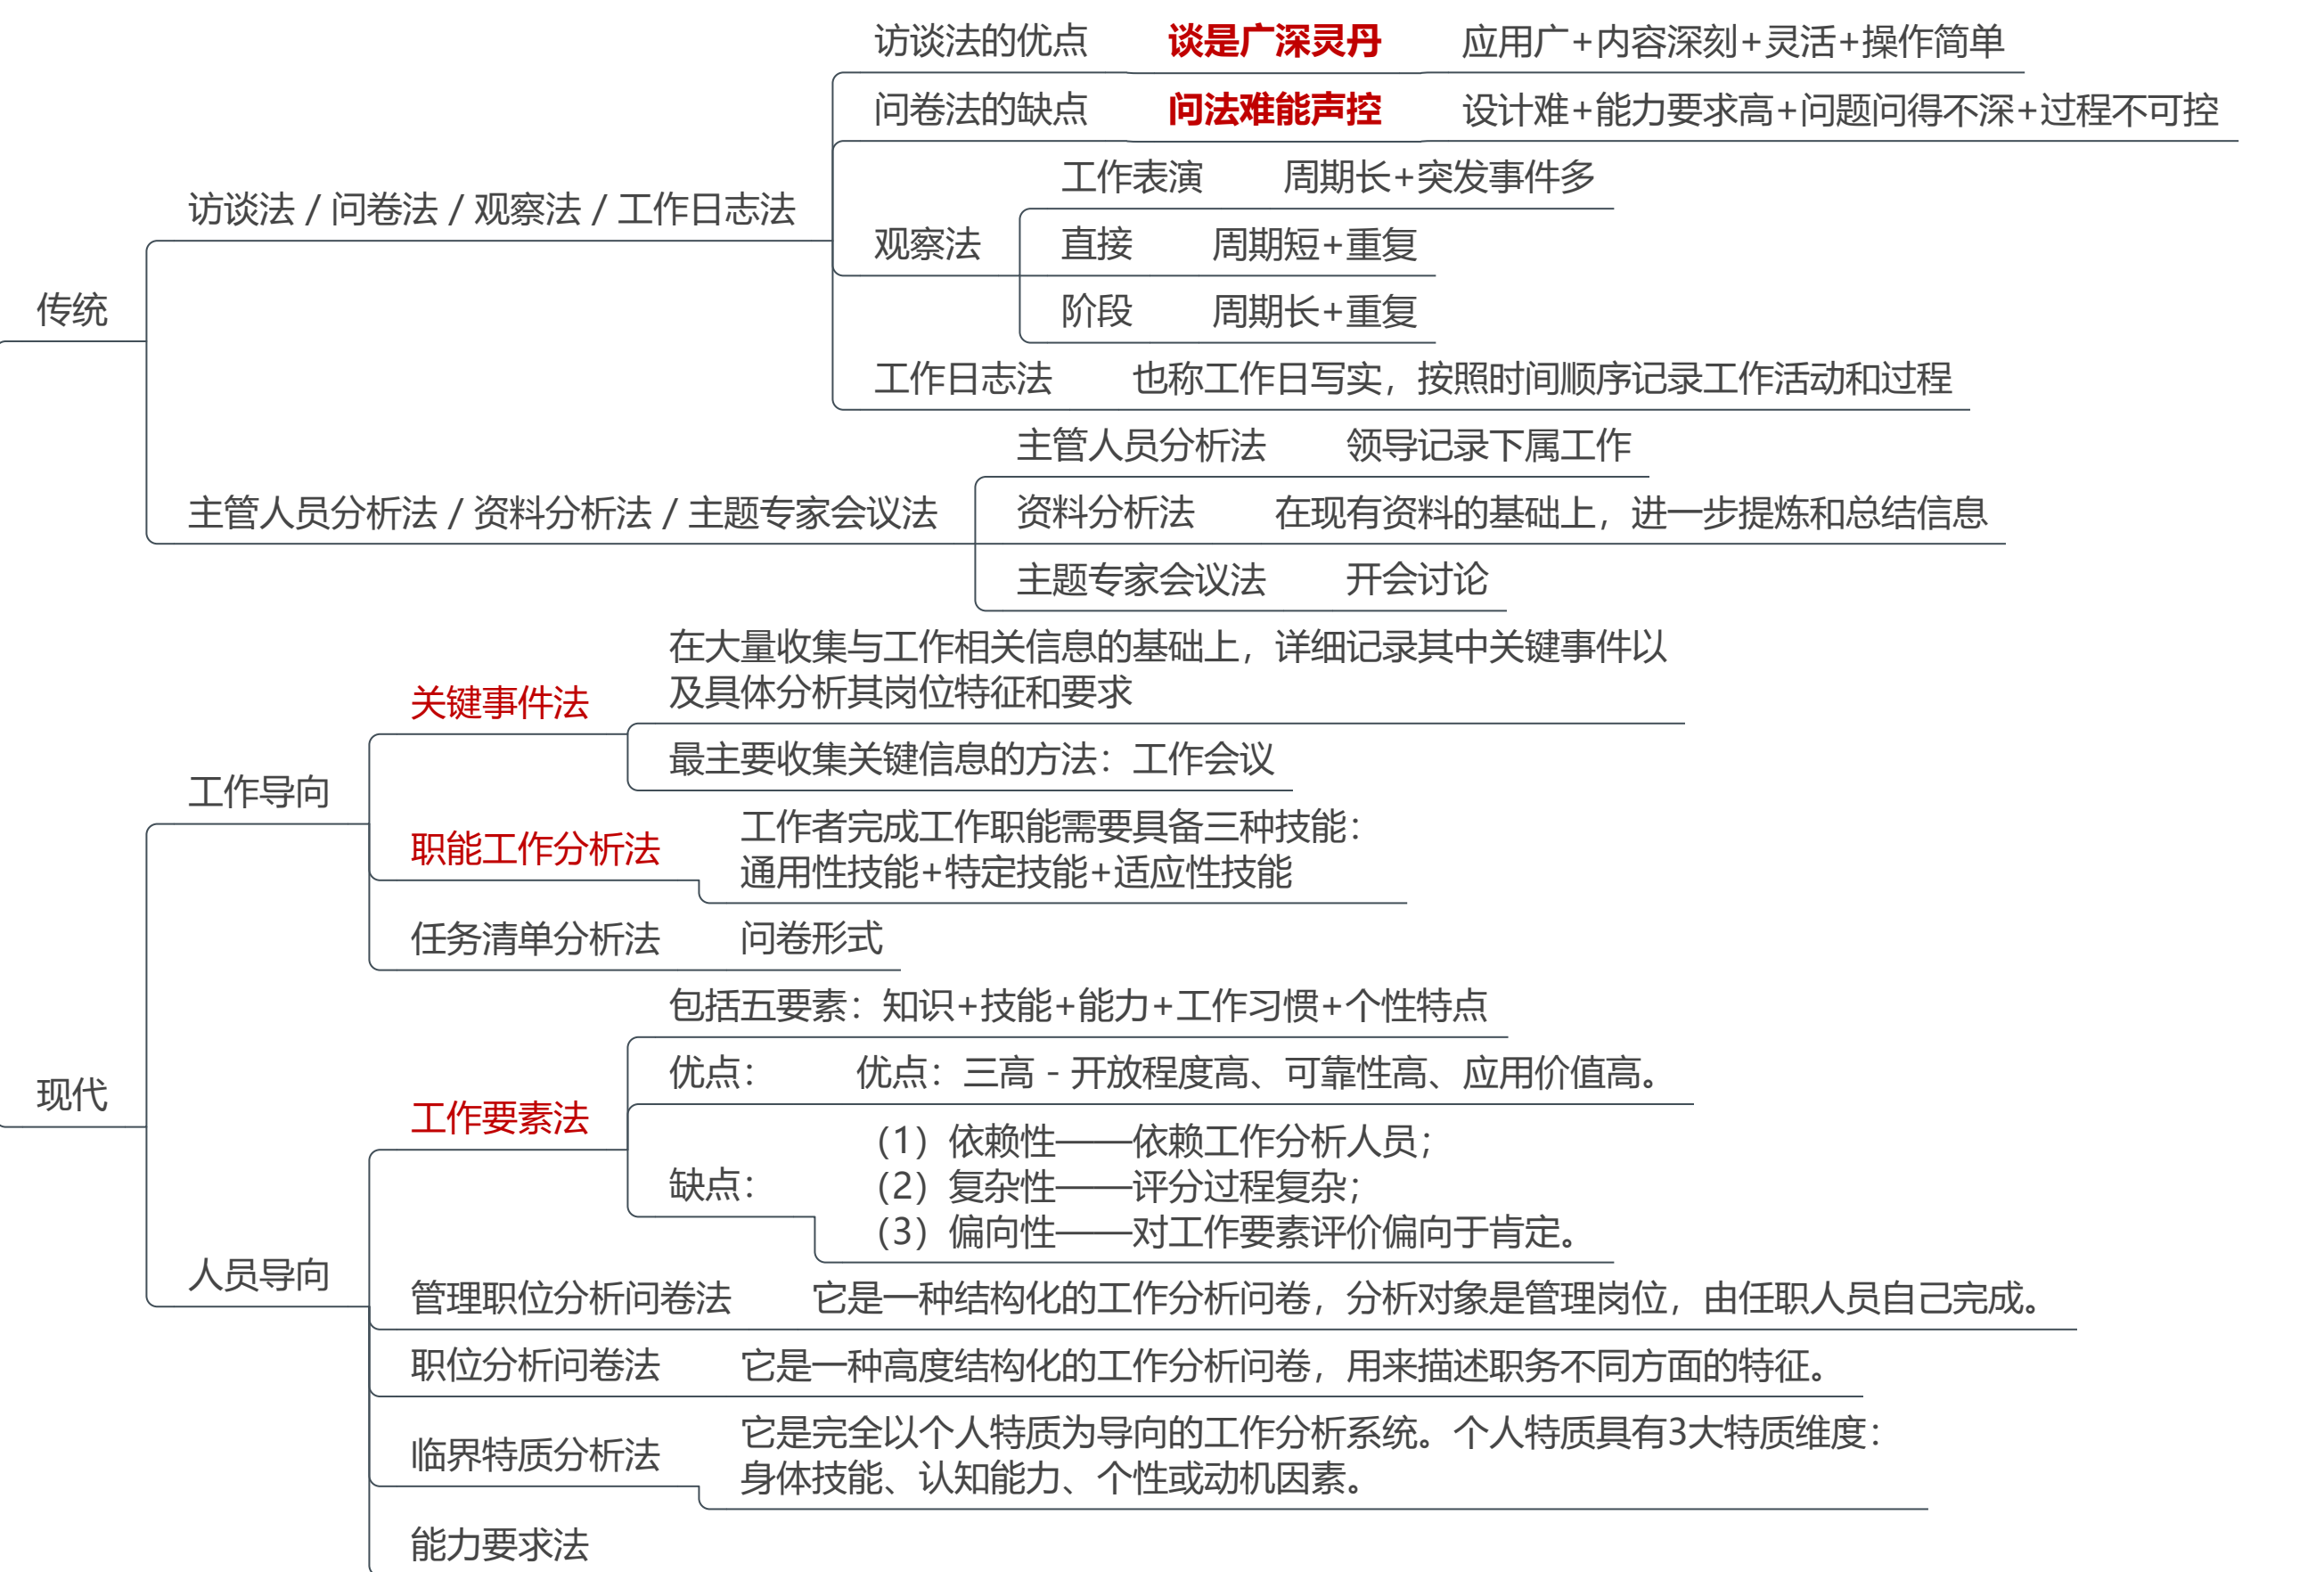 传统
访谈法 / 问卷法 / 观察法 / 工作日志法
访谈法的优点 谈是广深灵丹 应用广+内容深刻+灵活+操作简单
问卷法的缺点 问法难能声控 设计难+能力要求高+问题问得不深+过程不可控
观察法
工作表演 周期长+突发事件多
直接 周期短+重复
阶段 周期长+重复
工作日志法 也称工作日写实，按照时间顺序记录工作活动和过程
主管人员分析法 / 资料分析法 / 主题专家会议法
主管人员分析法 领导记录下属工作
资料分析法 在现有资料的基础上，进一步提炼和总结信息
主题专家会议法 开会讨论
现代
工作导向
关键事件法
在大量收集与工作相关信息的基础上，详细记录其中关键事件以
及具体分析其岗位特征和要求
最主要收集关键信息的方法：工作会议
职能工作分析法
工作者完成工作职能需要具备三种技能：
通用性技能+特定技能+适应性技能
任务清单分析法 问卷形式
人员导向
工作要素法
包括五要素：知识+技能+能力+工作习惯+个性特点
优点： 优点：三高 - 开放程度高、可靠性高、应用价值高。
缺点：
（1）依赖性——依赖工作分析人员；
（2）复杂性——评分过程复杂；
（3）偏向性——对工作要素评价偏向于肯定。
管理职位分析问卷法 它是一种结构化的工作分析问卷，分析对象是管理岗位，由任职人员自己完成。
职位分析问卷法 它是一种高度结构化的工作分析问卷，用来描述职务不同方面的特征。
临界特质分析法
它是完全以个人特质为导向的工作分析系统。个人特质具有3大特质维度：
身体技能、认知能力、个性或动机因素。
能力要求法